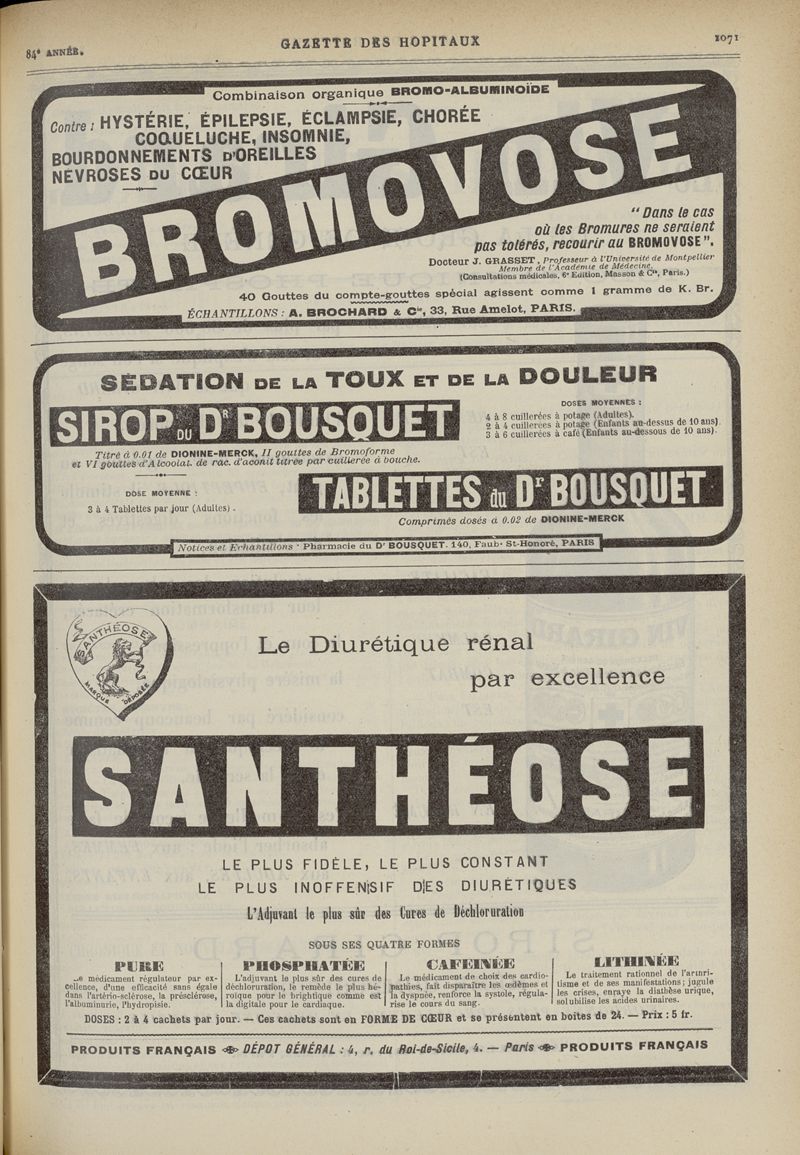 84e ANNÉE.
GAZETTE DES HOPITAUX
1071
Combinaison organique BROMO-ALBUMINOÏDE
Contre : HYSTÉRIE, ÉPILEPSIE, ÉCLAMPSIE, CHORÉE
COQUELUCHE, INSOMNIE,
BOURDONNEMENTS D'OREILLES
NÉVROSES DU CŒUR
BROMOVOSE
"Dans le cas
où les Bromures ne seraient
pas tolérés, recourir au BROMOVOSE".
Docteur J. GRASSET, Professeur à l'Université de Montpellier
Membre de l'Académie de Médecine.
(Consultations médicales, 6e Édition, Masson & Cie, Paris.)
40 Gouttes du compte-gouttes spécial agissent comme 1 gramme de K. Br.
ÉCHANTILLONS : A. BROCHARD & Cie, 33, Rue Amelot, PARIS.
SÉDATION DE LA TOUX ET DE LA DOULEUR
SIROP DU Dr BOUSQUET
DOSES MOYENNES :
4 à 8 cuillerées à potage (Adultes).
2 à 4 cuillerées à potage (Enfants au-dessus de 10 ans)
3 à 6 cuillerées à café (Enfants au-dessous de 10 ans).
Titré à 0.01 de DIONINE-MERCK, II gouttes de Bromoforme
et VI gouttes d'Alcoolat. de rac. d'aconit titrée par cuillerée à bouche.
DOSE MOYENNE :
3 à 4 Tablettes par jour (Adultes).
TABLETTES du Dr BOUSQUET
Comprimés dosés à 0.02 de DIONINE-MERCK
Notices et Echantillons : Pharmacie du Dr BOUSQUET. 140, Faubg St-Honoré, PARIS
SANTHÉOSE
MARQUE DÉPOSÉE
Le Diurétique rénal
par excellence
SANTHÉOSE
LE PLUS FIDÈLE, LE PLUS CONSTANT
LE PLUS INOFFENSIF DES DIURÉTIQUES
L'Adjuvant le plus sûr des Cures de Déchloruration
SOUS SES QUATRE FORMES
PURE
Le médicament régulateur par ex-
cellence, d'une efficacité sans égale
dans l'artério-sclérose, la présclérose,
l'albuminurie, l'hydropisie.
PHOSPHATÉE
L'adjuvant le plus sûr des cures de
déchloruration, le remède le plus hé-
roïque pour le brightique comme est
la digitale pour le cardiaque.
CAFÉINÉE
Le médicament de choix des cardio-
pathies, fait disparaître les œdèmes et
la dyspnée, renforce la systole, régula-
rise le cours du sang.
LITHINÉE
Le traitement rationnel de l'arthri-
tisme et de ses manifestations; jugule
les crises, enraye la diathèse urique,
solubilise les acides urinaires.
DOSES : 2 à 4 cachets par jour. — Ces cachets sont en FORME DE CŒUR et se présentent en boîtes de 24. — Prix : 5 fr.
PRODUITS FRANÇAIS DÉPOT GÉNÉRAL : 4, r. du Roi-de-Sicile, 4. — Paris PRODUITS FRANÇAIS